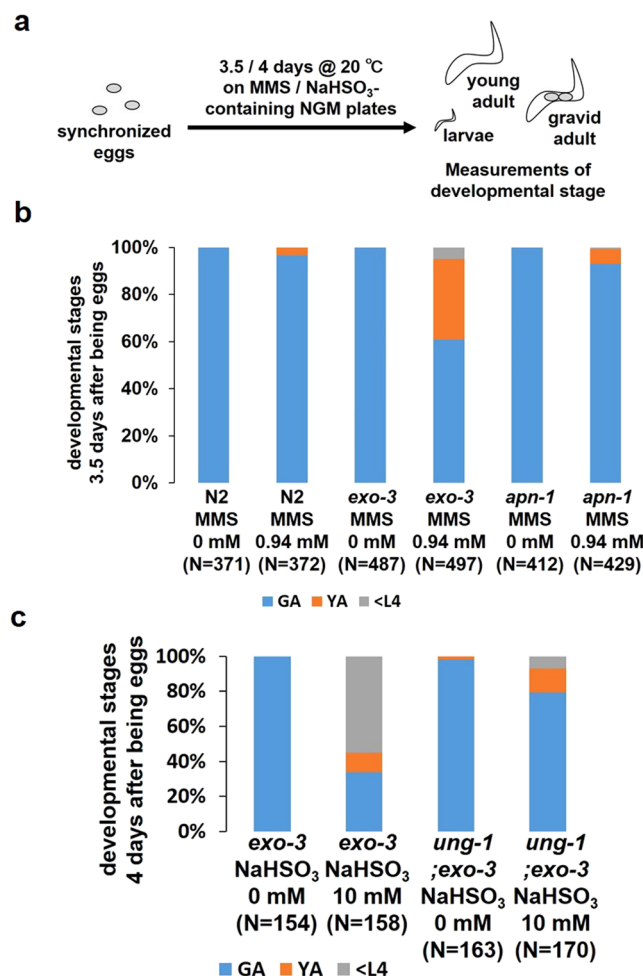 a
3.5 / 4 days @ 20 ℃
on MMS / NaHSO₃-
containing NGM plates
synchronized
eggs
young
adult
larvae
gravid
adult
Measurements of
developmental stage
b
developmental stages
3.5 days after being eggs
100%
80%
60%
40%
20%
0%
N2
MMS
0 mM
(N=371)
N2
MMS
0.94 mM
(N=372)
exo-3
MMS
0 mM
(N=487)
exo-3
MMS
0.94 mM
(N=497)
apn-1
MMS
0 mM
(N=412)
apn-1
MMS
0.94 mM
(N=429)
GA YA <L4
c
developmental stages
4 days after being eggs
100%
80%
60%
40%
20%
0%
exo-3
NaHSO₃
0 mM
(N=154)
exo-3
NaHSO₃
10 mM
(N=158)
ung-1
;exo-3
NaHSO₃
0 mM
(N=163)
ung-1
;exo-3
NaHSO₃
10 mM
(N=170)
GA YA <L4